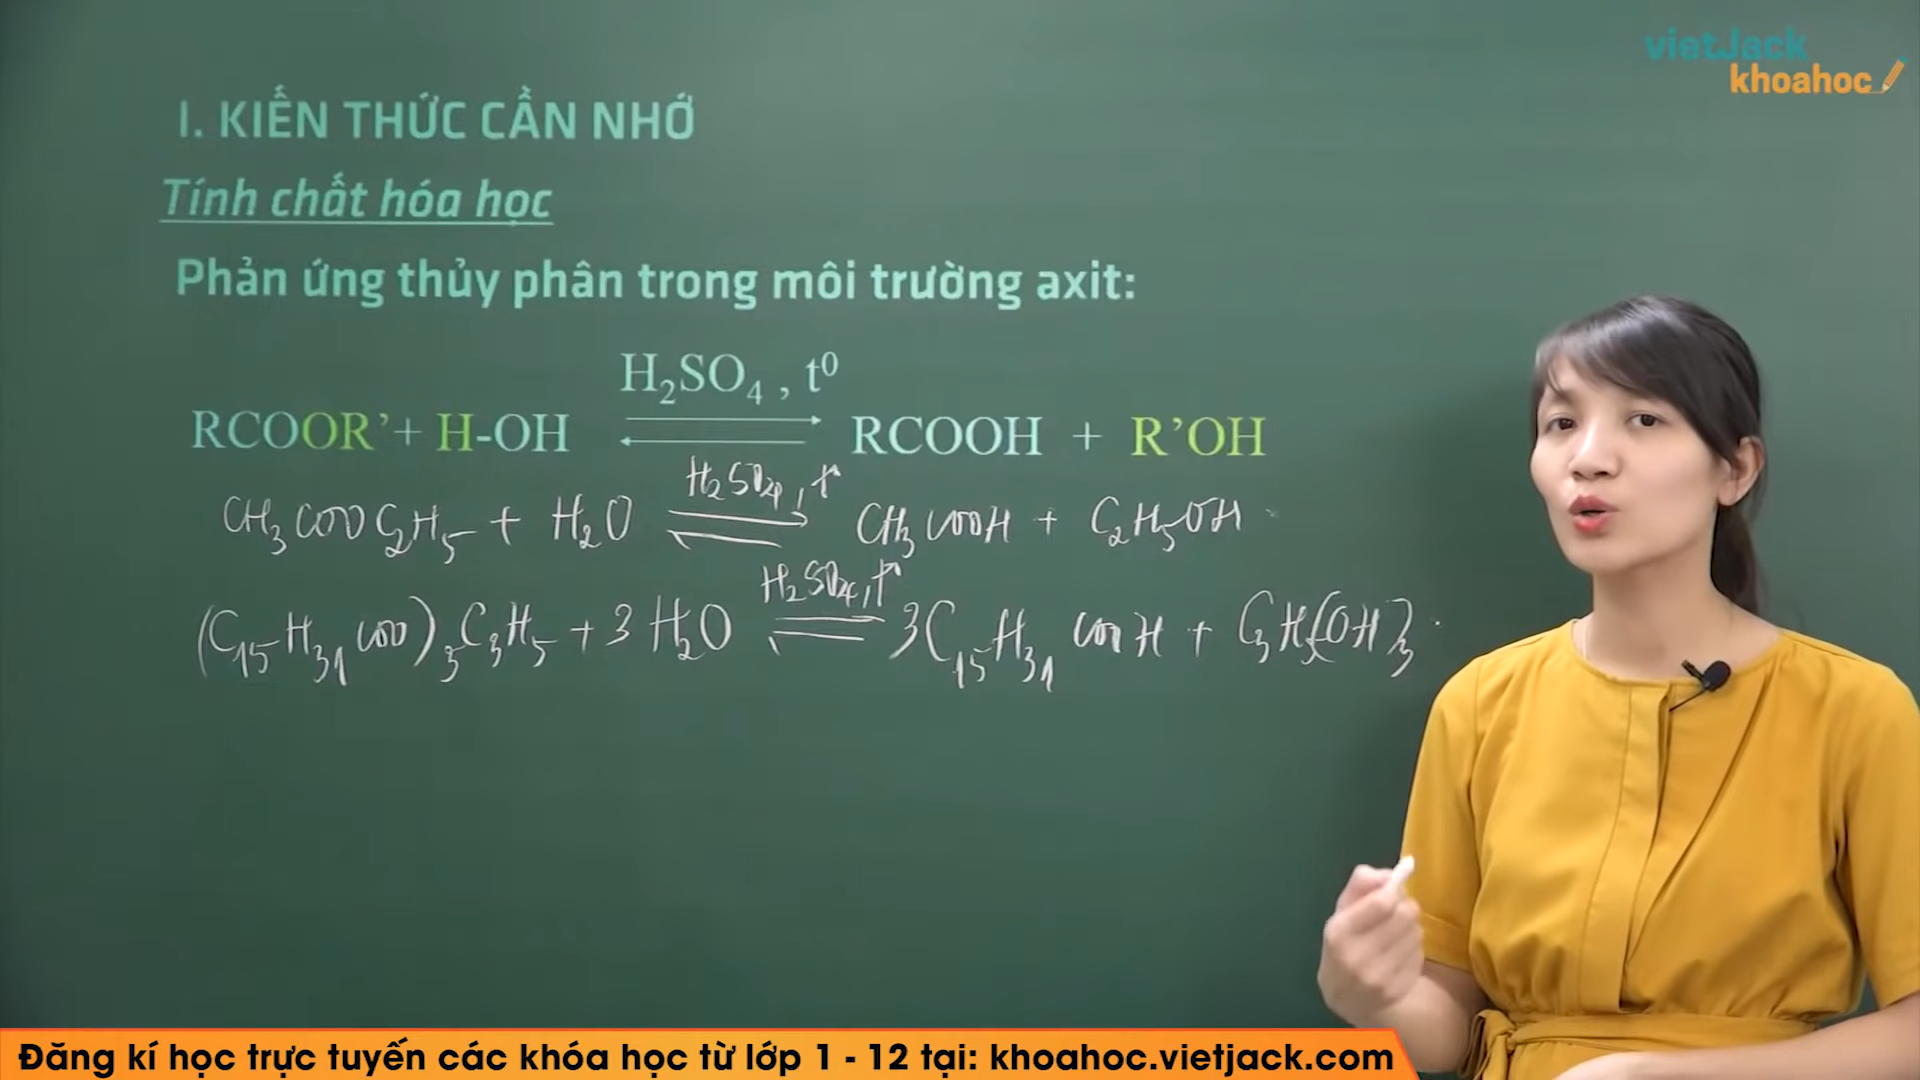 vietJack
khoahoc
I. KIẾN THỨC CẦN NHỚ
Tính chất hóa học
Phản ứng thủy phân trong môi trường axit:
H₂SO₄ , t⁰
RCOOR’+ H-OH ⇌ RCOOH + R’OH
H₂SO₄, t°
CH₃COOC₂H₅ + H₂O ⇌ CH₃COOH + C₂H₅OH
H₂SO₄, t°
(C₁₅H₃₁COO)₃C₃H₅ + 3H₂O ⇌ 3C₁₅H₃₁COOH + C₃H₅(OH)₃
Đăng kí học trực tuyến các khóa học từ lớp 1 - 12 tại: khoahoc.vietjack.com